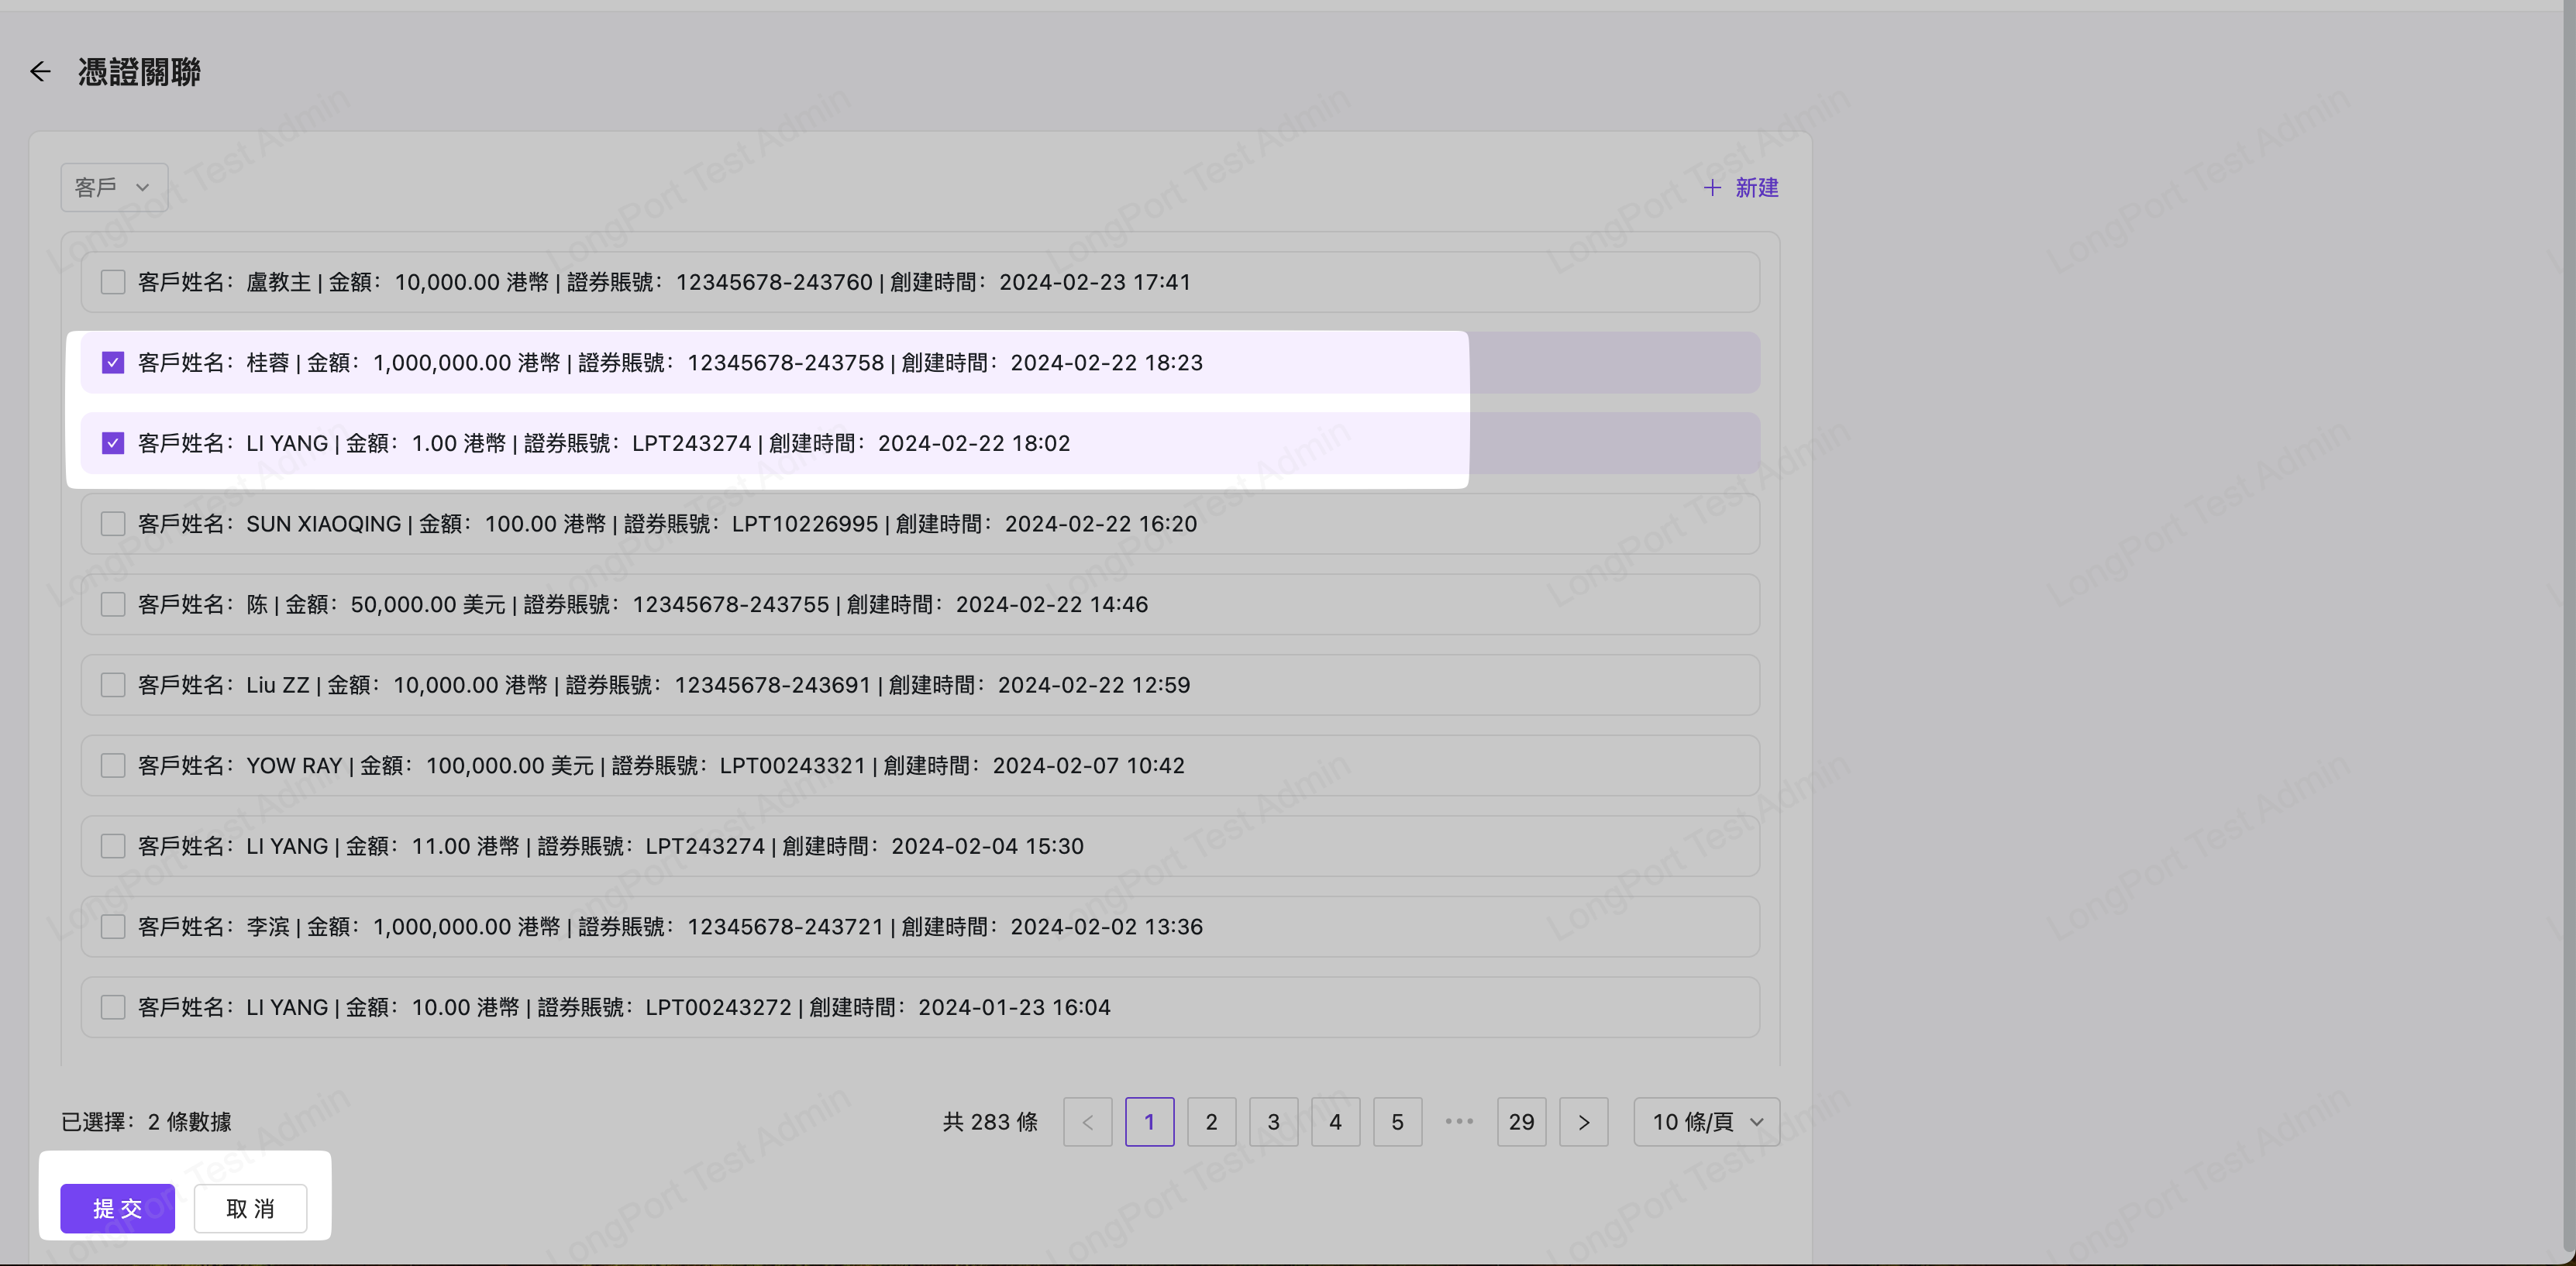 憑證關聯
客戶
+ 新建
客戶姓名：盧教主 | 金額：10,000.00 港幣 | 證券賬號：12345678-243760 | 創建時間：2024-02-23 17:41
客戶姓名：桂蓉 | 金額：1,000,000.00 港幣 | 證券賬號：12345678-243758 | 創建時間：2024-02-22 18:23
客戶姓名：LI YANG | 金額：1.00 港幣 | 證券賬號：LPT243274 | 創建時間：2024-02-22 18:02
客戶姓名：SUN XIAOQING | 金額：100.00 港幣 | 證券賬號：LPT10226995 | 創建時間：2024-02-22 16:20
客戶姓名：陈 | 金額：50,000.00 美元 | 證券賬號：12345678-243755 | 創建時間：2024-02-22 14:46
客戶姓名：Liu ZZ | 金額：10,000.00 港幣 | 證券賬號：12345678-243691 | 創建時間：2024-02-22 12:59
客戶姓名：YOW RAY | 金額：100,000.00 美元 | 證券賬號：LPT00243321 | 創建時間：2024-02-07 10:42
客戶姓名：LI YANG | 金額：11.00 港幣 | 證券賬號：LPT243274 | 創建時間：2024-02-04 15:30
客戶姓名：李滨 | 金額：1,000,000.00 港幣 | 證券賬號：12345678-243721 | 創建時間：2024-02-02 13:36
客戶姓名：LI YANG | 金額：10.00 港幣 | 證券賬號：LPT00243272 | 創建時間：2024-01-23 16:04
已選擇：2 條數據
共 283 條 < 1 2 3 4 5 ••• 29 > 10 條/頁
提交 取消
LongPort Test Admin